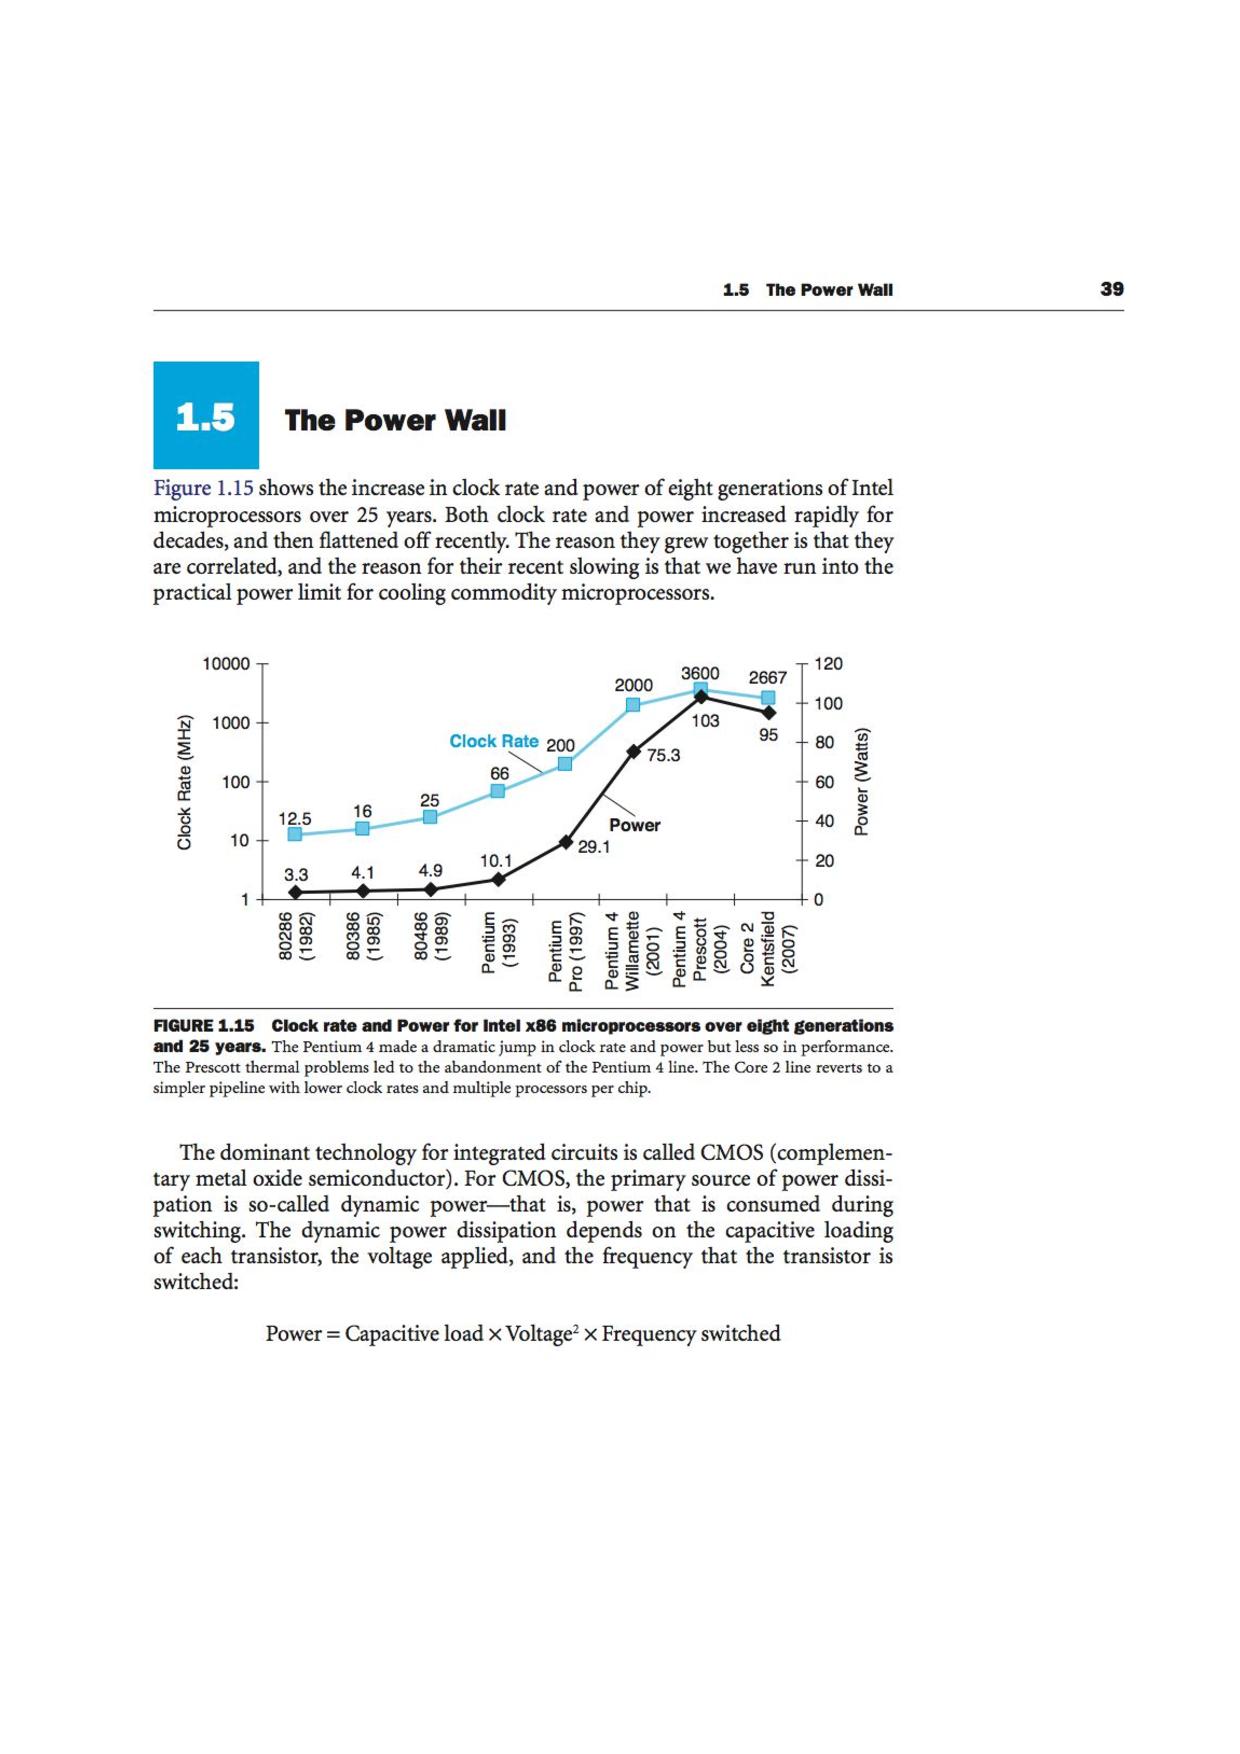 1.5 The Power Wall 39
1.5 The Power Wall
Figure 1.15 shows the increase in clock rate and power of eight generations of Intel
microprocessors over 25 years. Both clock rate and power increased rapidly for
decades, and then flattened off recently. The reason they grew together is that they
are correlated, and the reason for their recent slowing is that we have run into the
practical power limit for cooling commodity microprocessors.
10000
1000
100
10
1
Clock Rate (MHz)
12.5
16
25
66
200
2000
3600
2667
Clock Rate
3.3
4.1
4.9
10.1
29.1
75.3
103
95
Power
120
100
80
60
40
20
0
Power (Watts)
80286
(1982)
80386
(1985)
80486
(1989)
Pentium
(1993)
Pentium
Pro (1997)
Pentium 4
Willamette
(2001)
Pentium 4
Prescott
(2004)
Core 2
Kentsfield
(2007)
FIGURE 1.15 Clock rate and Power for Intel x86 microprocessors over eight generations
and 25 years. The Pentium 4 made a dramatic jump in clock rate and power but less so in performance.
The Prescott thermal problems led to the abandonment of the Pentium 4 line. The Core 2 line reverts to a
simpler pipeline with lower clock rates and multiple processors per chip.
The dominant technology for integrated circuits is called CMOS (complemen-
tary metal oxide semiconductor). For CMOS, the primary source of power dissi-
pation is so-called dynamic power—that is, power that is consumed during
switching. The dynamic power dissipation depends on the capacitive loading
of each transistor, the voltage applied, and the frequency that the transistor is
switched:
Power = Capacitive load × Voltage² × Frequency switched